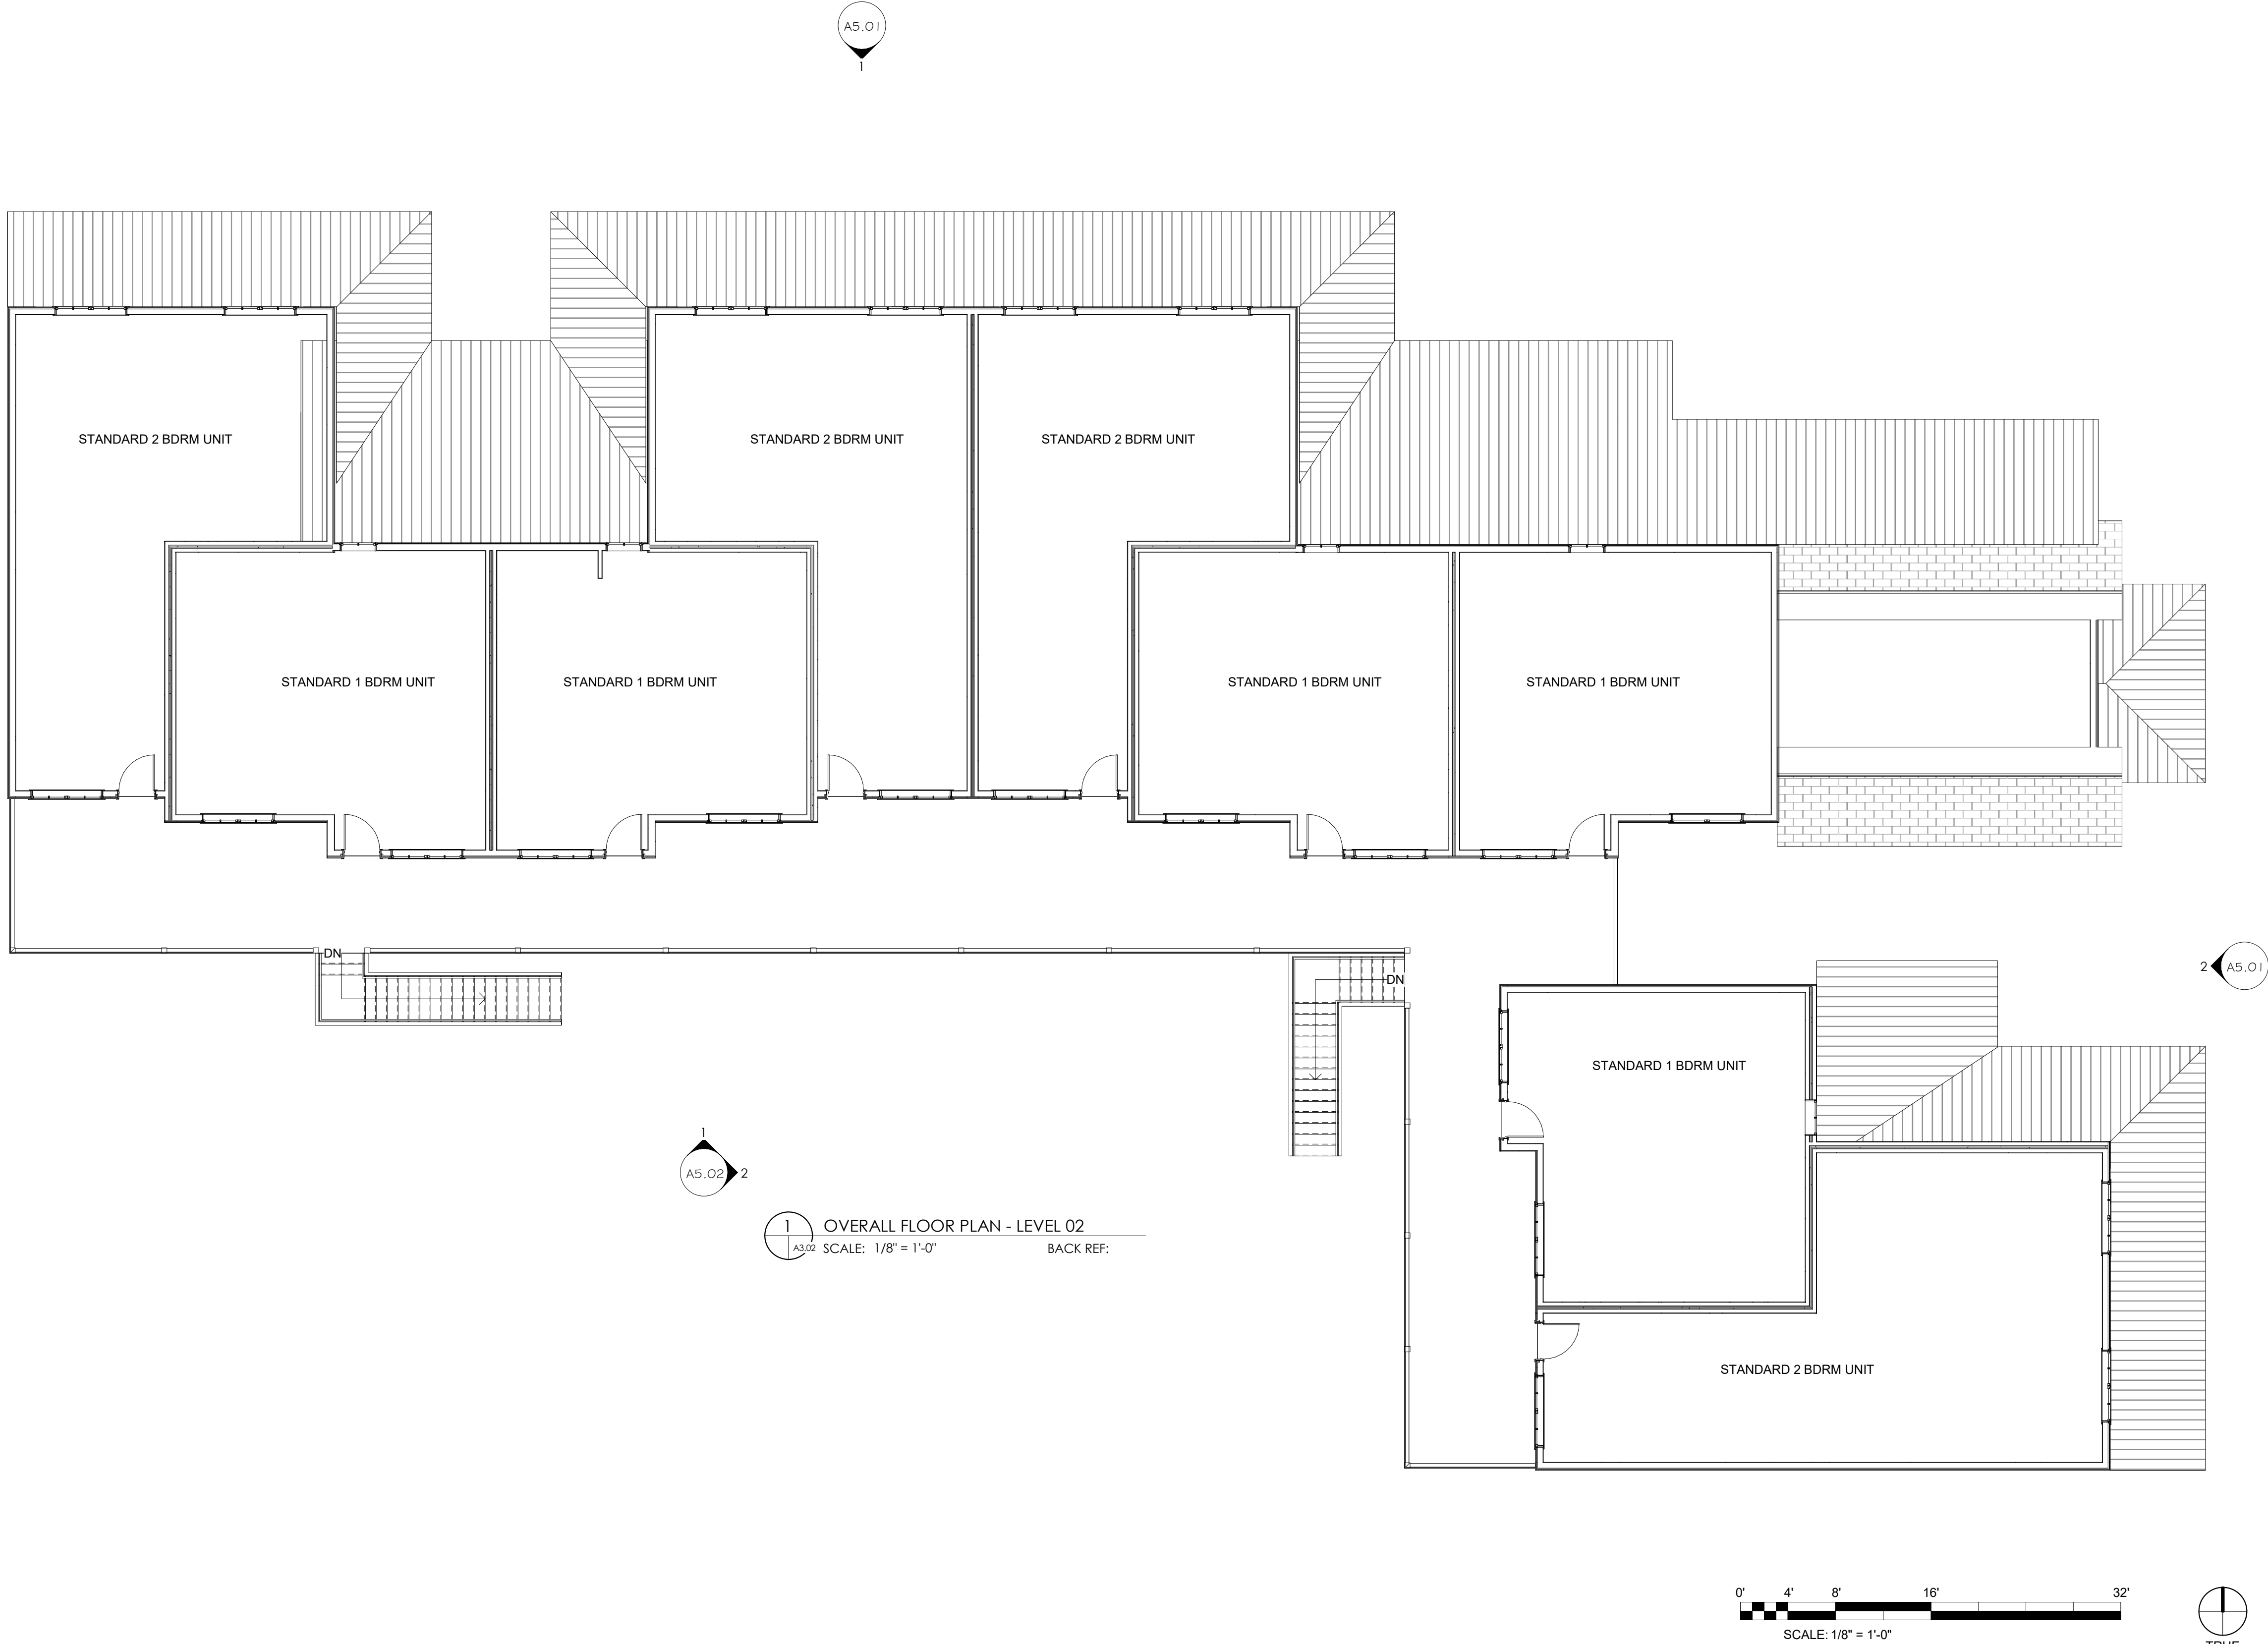 A5.01
1
STANDARD 2 BDRM UNIT
STANDARD 2 BDRM UNIT
STANDARD 2 BDRM UNIT
STANDARD 1 BDRM UNIT
STANDARD 1 BDRM UNIT
STANDARD 1 BDRM UNIT
STANDARD 1 BDRM UNIT
DN
DN
2
A5.01
STANDARD 1 BDRM UNIT
1
A5.02
2
1
A3.02
OVERALL FLOOR PLAN - LEVEL 02
SCALE: 1/8" = 1'-0" BACK REF:
STANDARD 2 BDRM UNIT
0' 4' 8' 16' 32'
SCALE: 1/8" = 1'-0"
TRUE